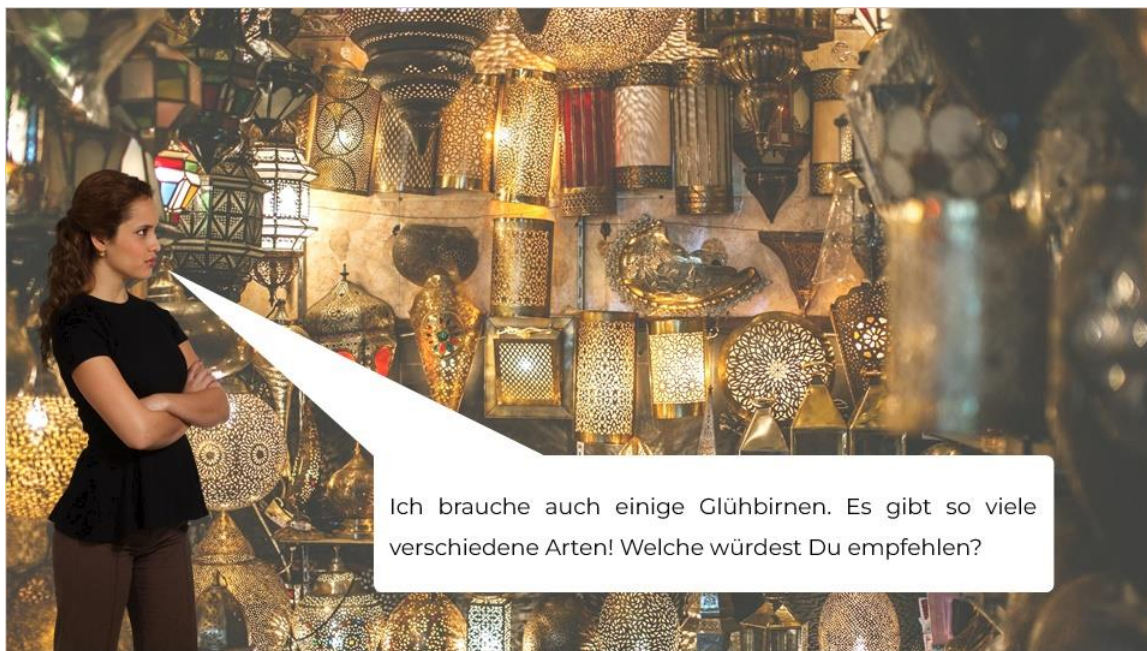 Ich brauche auch einige Glühbirnen. Es gibt so viele
verschiedene Arten! Welche würdest Du empfehlen?